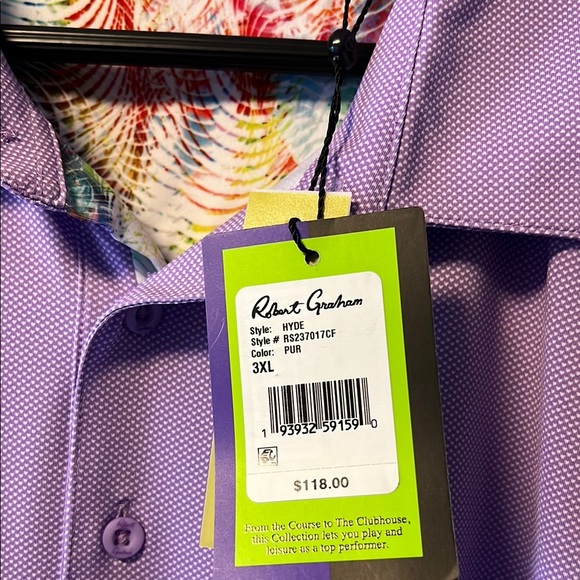 Robert Graham
Style: HYDE
Style # RS237017CF
Color: PUR
3XL
1 93932 59159 0
$118.00
From the Course to The Clubhouse,
this Collection lets you play and
leisure as a top performer.